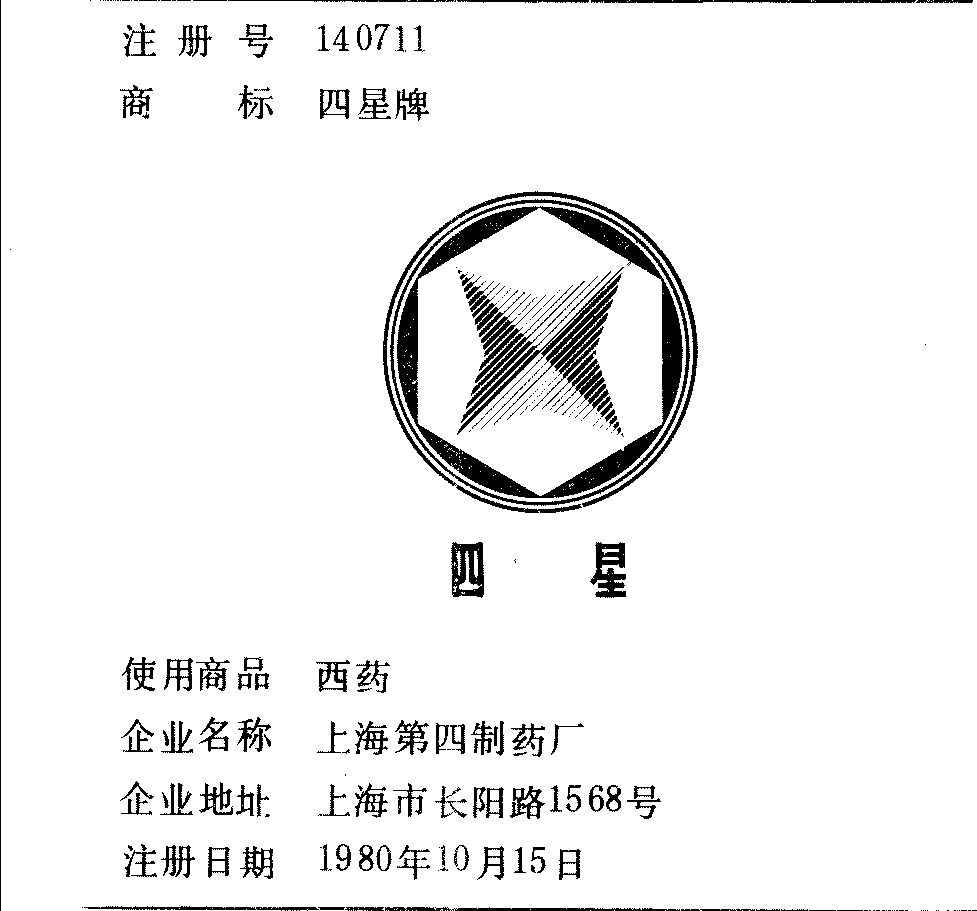 注册号 140711
商标 四星牌
四星
使用商品 西药
企业名称 上海第四制药厂
企业地址 上海市长阳路1568号
注册日期 1980年10月15日